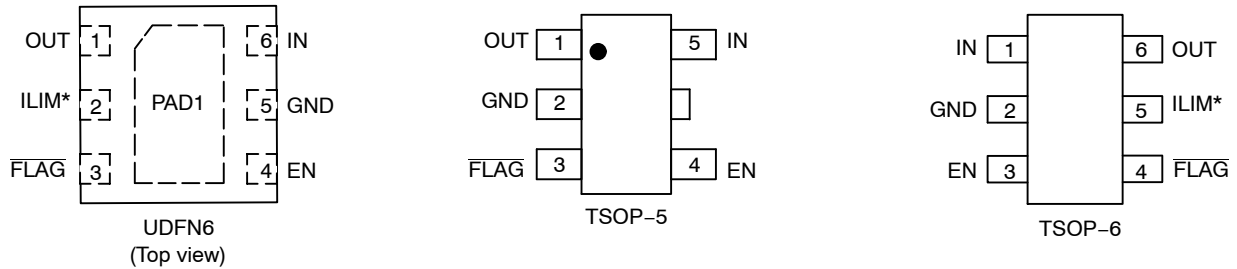 OUT 1 6 IN
ILIM* 2 PAD1 5 GND
FLAG 3 4 EN
UDFN6
(Top view)
OUT 1 5 IN
GND 2
FLAG 3 4 EN
TSOP−5
IN 1 6 OUT
GND 2 5 ILIM*
EN 3 4 FLAG
TSOP−6